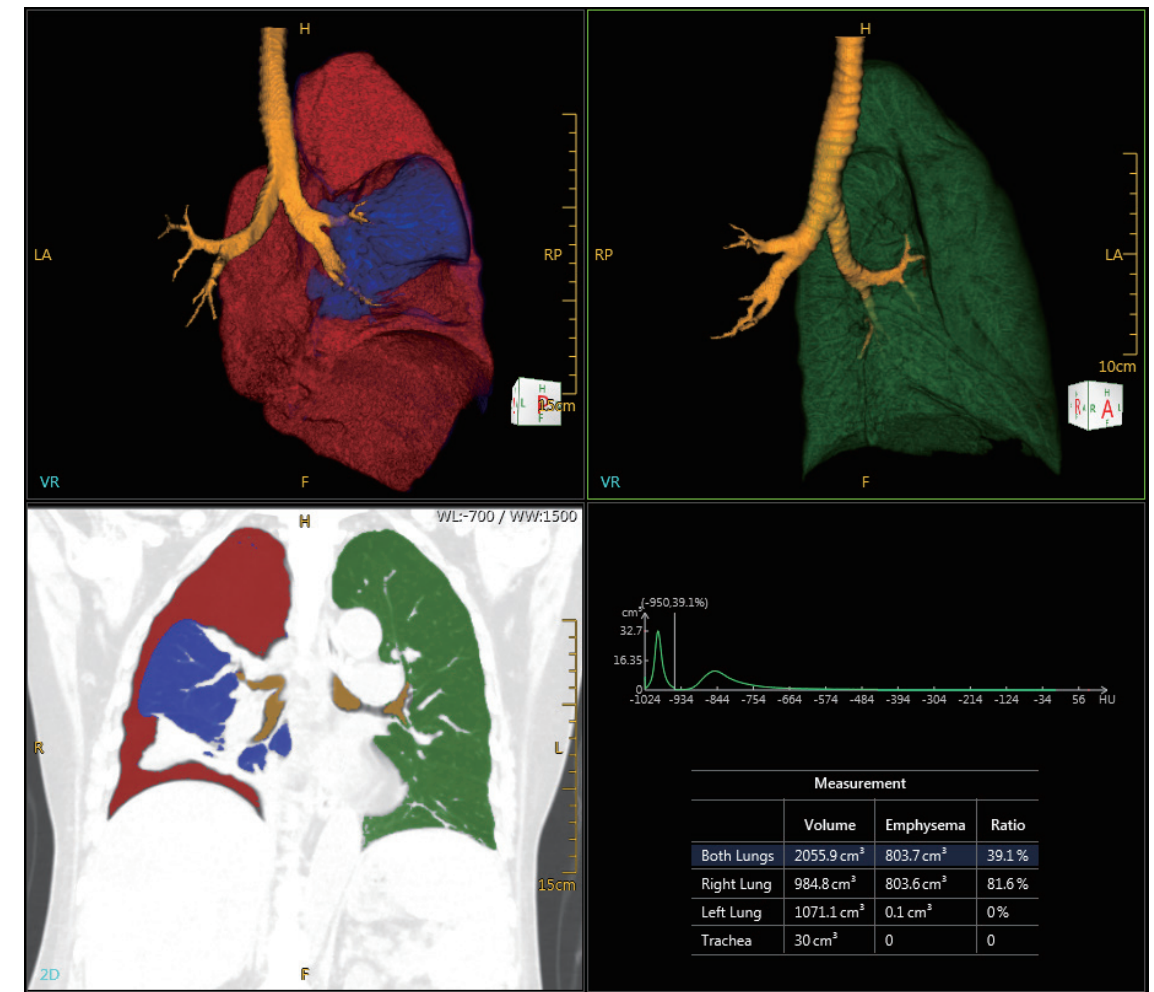 H
LA
RP
15cm
L
P
H
F
VR
F
H
RP
LA
10cm
H
R
A
R
A
L
F
VR
F
WL:-700 / WW:1500
H
R
L
15cm
2D
F
(-950,39.1%)
cm³
32.7
16.35
0
-1024 -934 -844 -754 -664 -574 -484 -394 -304 -214 -124 -34 56 HU
Measurement
Volume Emphysema Ratio
Both Lungs 2055.9 cm³ 803.7 cm³ 39.1 %
Right Lung 984.8 cm³ 803.6 cm³ 81.6 %
Left Lung 1071.1 cm³ 0.1 cm³ 0 %
Trachea 30 cm³ 0 0